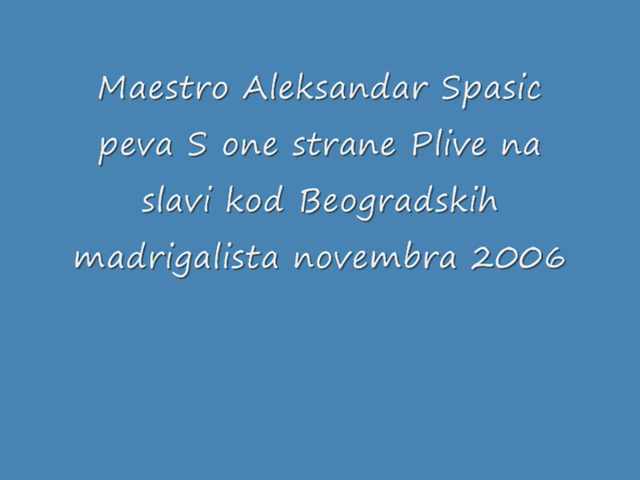 Maestro Aleksandar Spasic
peva S one strane Plive na
slavi kod Beogradskih
madrigalista novembra 2006